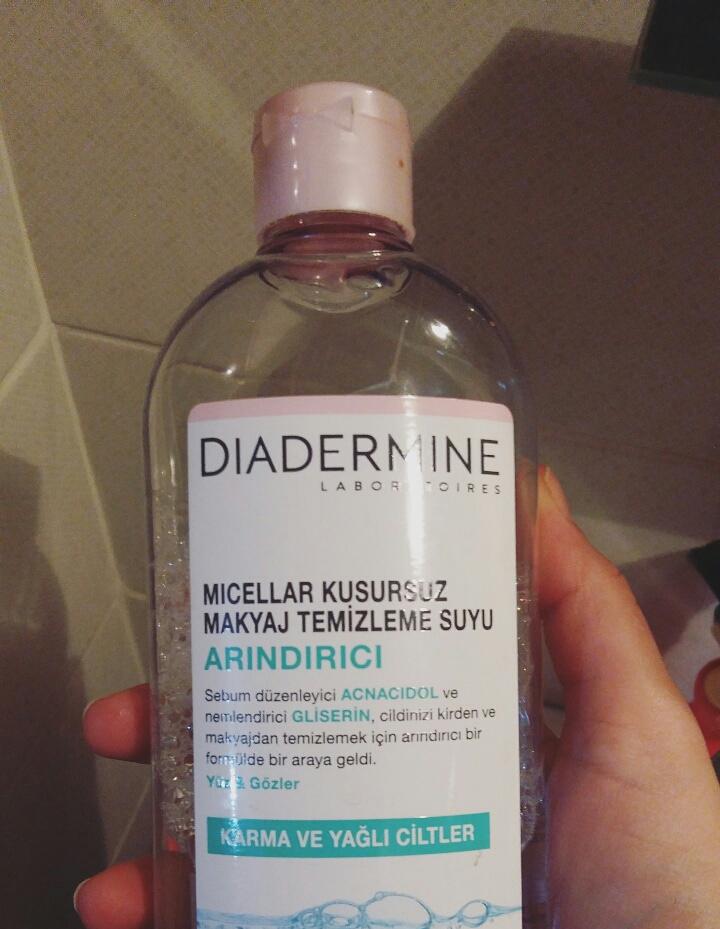 DIADERMINE
LABORATOIRES
MICELLAR KUSURSUZ
MAKYAJ TEMİZLEME SUYU
ARINDIRICI
Sebum düzenleyici ACNACIDOL ve
nemlendirici GLİSERİN, cildinizi kirden ve
makyajdan temizlemek için arındırıcı bir
formülde bir araya geldi.
Yüz & Gözler
KARMA VE YAĞLI CİLTLER